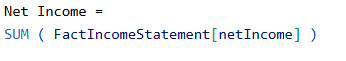 Net Income =
SUM ( FactIncomeStatement[netIncome] )